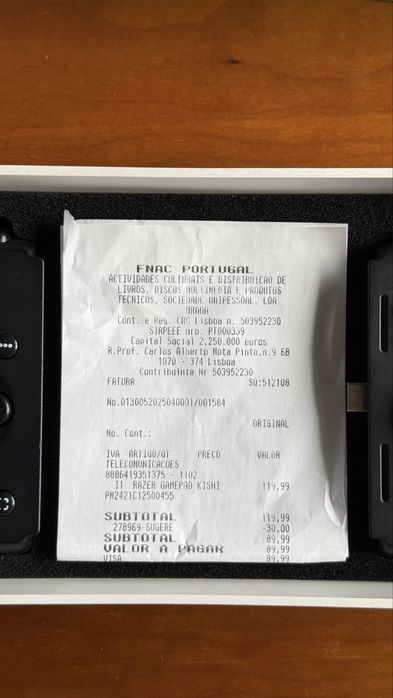 FNAC PORTUGAL
ACTIVIDADES CULTURAIS E DISTRIBUICAO DE
LIVROS, DISCOS MULTIMEDIA E PRODUTOS
TECNICOS, SOCIEDADE UNIPESSOAL, LDA
BRAGA
Cont. e Reg. CRC Lisboa n. 503952230
SIRPEEE nro. PT000339
Capital Social 2.250.000 euros
R.Prof. Carlos Alberto Mota Pinto,n.9 6B
1070 - 374 Lisboa
Contribuinte Nr 503952230
FATURA SQ:512108
No.0130052025040001/001584
ORIGINAL
No. Cont.:
IVA ARTIGO/QT PRECO VALOR
TELECOMUNICACOES
8886419351375 - 1102
I1 RAZER GAMEPAD KISHI 119,99
PM2421C12500455
SUBTOTAL 119,99
278969-SUGERE -30,00
SUBTOTAL 89,99
VALOR A PAGAR 89,99
VISA 89,99